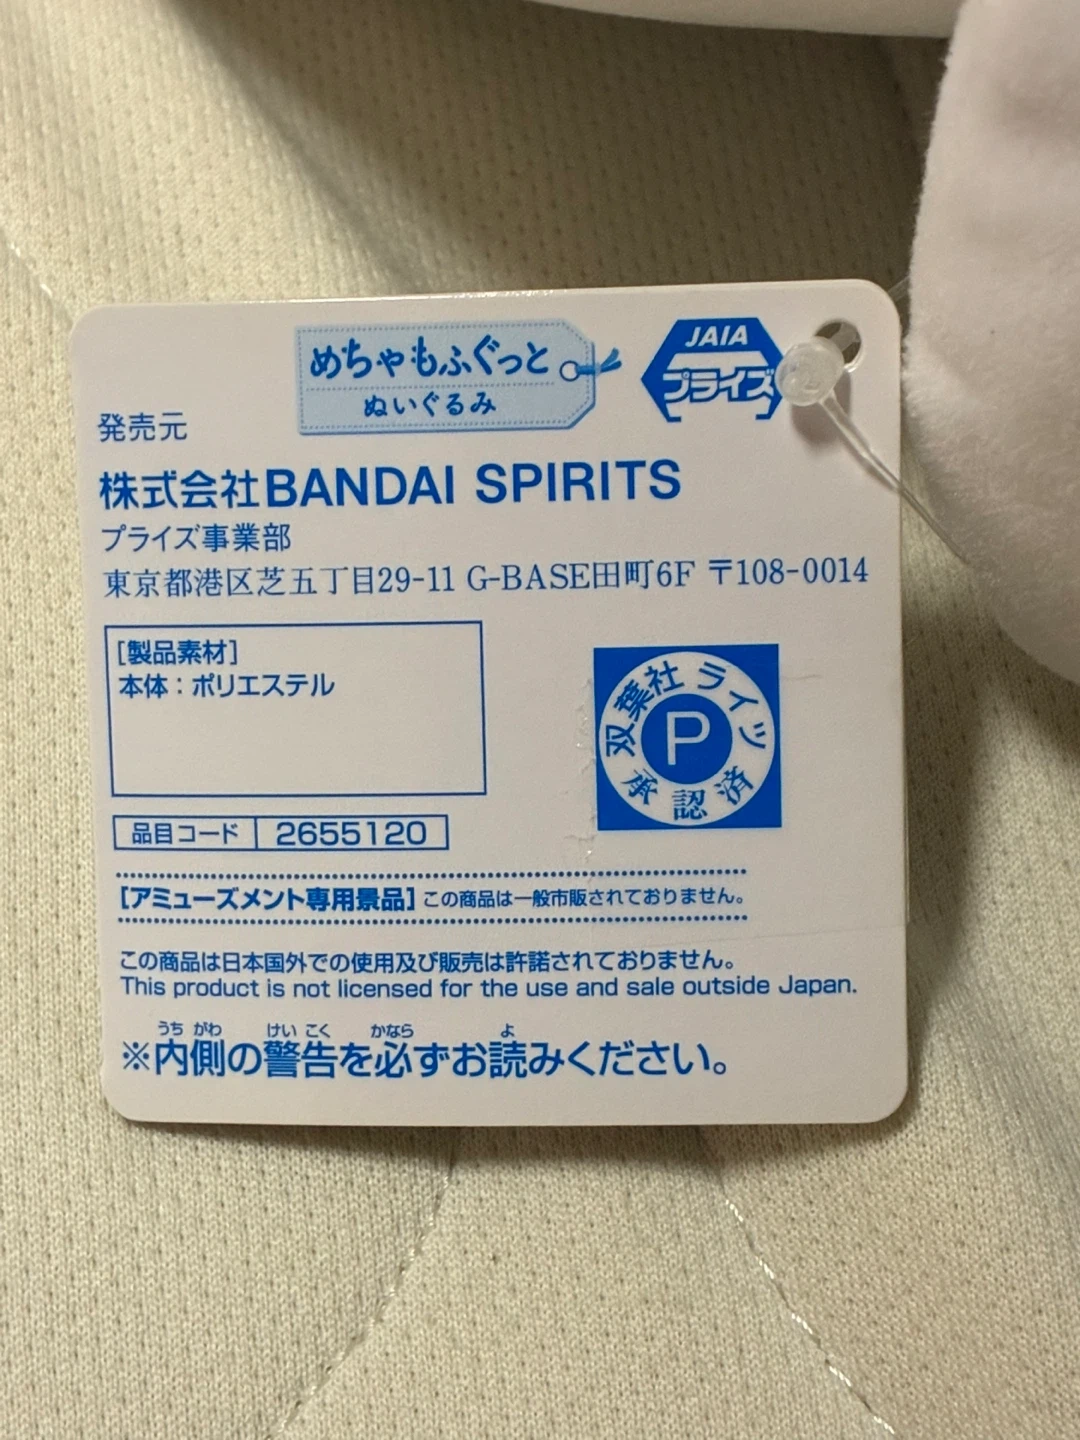 めちゃもふぐっと
ぬいぐるみ
JAIA
プライズ
発売元
株式会社BANDAI SPIRITS
プライズ事業部
東京都港区芝五丁目29-11 G-BASE田町6F 〒108-0014
[製品素材]
本体：ポリエステル
双葉社 ライツ
P
承認済
品目コード 2655120
[アミューズメント専用景品] この商品は一般市販されておりません。
この商品は日本国外での使用及び販売は許諾されておりません。
This product is not licensed for the use and sale outside Japan.
うち がわ けい こく かなら よ
※内側の警告を必ずお読みください。